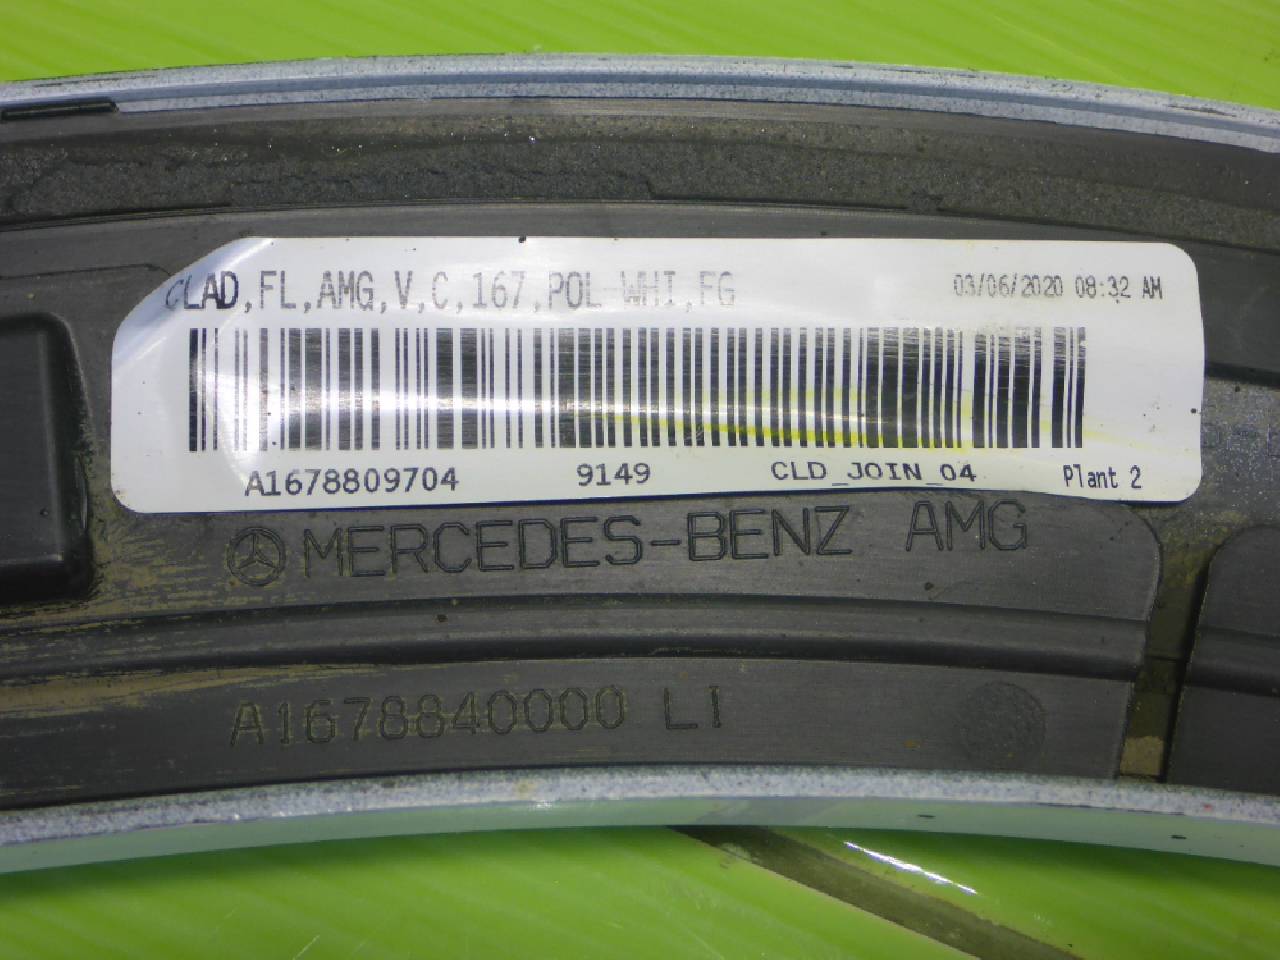 CLAD,FL,AMG,V,C,167,POL-WHI,FG 03/06/2020 08:32 AM
A1678809704 9149 CLD_JOIN_04 Plant 2
MERCEDES-BENZ AMG
A1678840000 LI